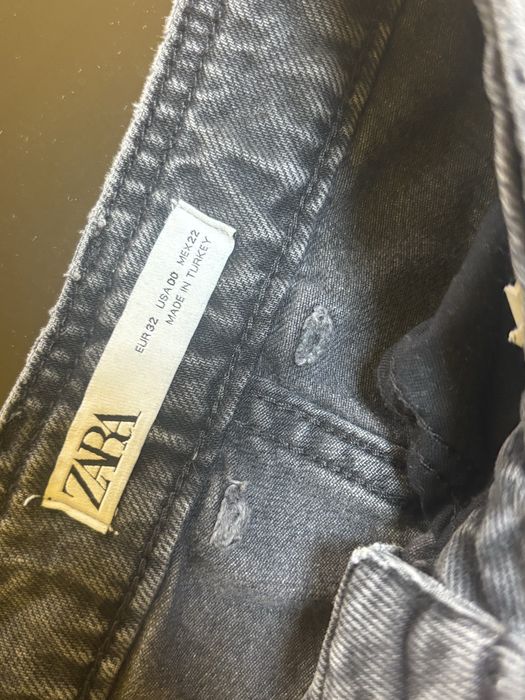 ZARA
EUR 32 USA 00 MEX 22
MADE IN TURKEY